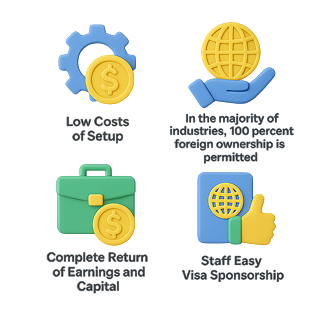 Low Costs
of Setup
In the majority of
industries, 100 percent
foreign ownership is
permitted
Complete Return
of Earnings and
Capital
Staff Easy
Visa Sponsorship